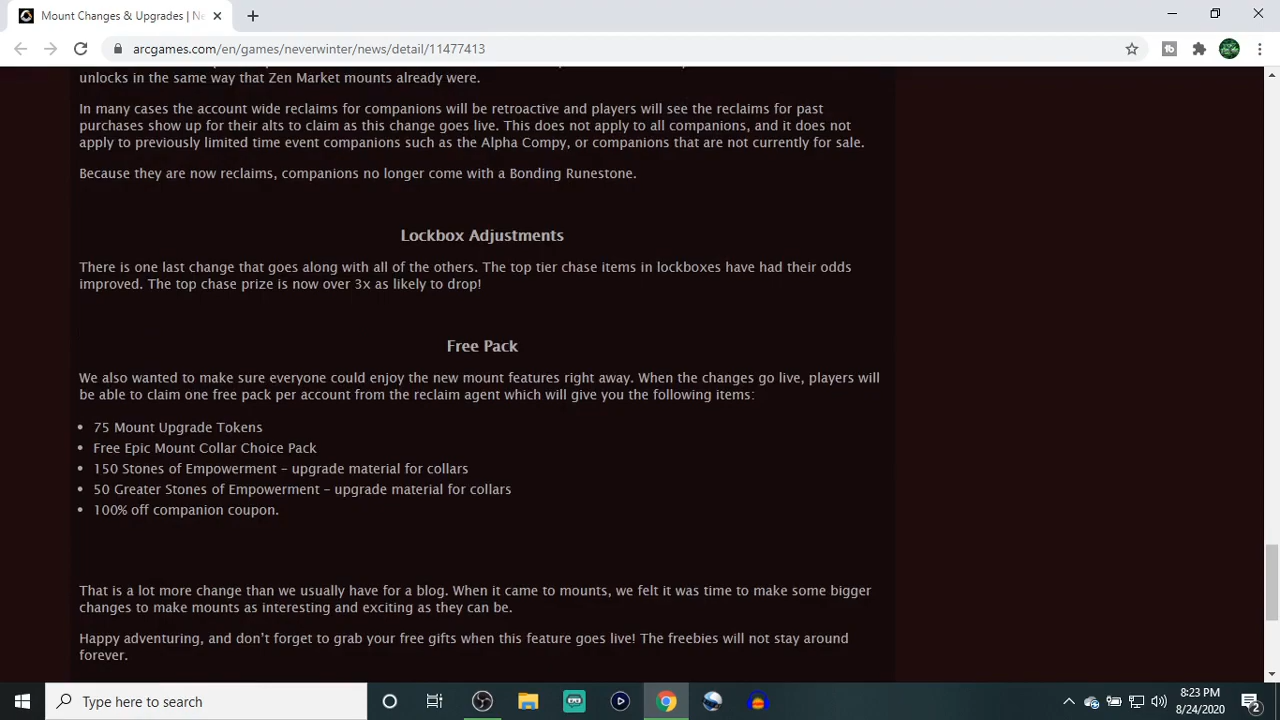 Mount Changes & Upgrades | Ne
arcgames.com/en/games/neverwinter/news/detail/11477413
unlocks in the same way that Zen Market mounts already were.
In many cases the account wide reclaims for companions will be retroactive and players will see the reclaims for past
purchases show up for their alts to claim as this change goes live. This does not apply to all companions, and it does not
apply to previously limited time event companions such as the Alpha Compy, or companions that are not currently for sale.
Because they are now reclaims, companions no longer come with a Bonding Runestone.
Lockbox Adjustments
There is one last change that goes along with all of the others. The top tier chase items in lockboxes have had their odds
improved. The top chase prize is now over 3x as likely to drop!
Free Pack
We also wanted to make sure everyone could enjoy the new mount features right away. When the changes go live, players will
be able to claim one free pack per account from the reclaim agent which will give you the following items:
• 75 Mount Upgrade Tokens
• Free Epic Mount Collar Choice Pack
• 150 Stones of Empowerment – upgrade material for collars
• 50 Greater Stones of Empowerment – upgrade material for collars
• 100% off companion coupon.
That is a lot more change than we usually have for a blog. When it came to mounts, we felt it was time to make some bigger
changes to make mounts as interesting and exciting as they can be.
Happy adventuring, and don't forget to grab your free gifts when this feature goes live! The freebies will not stay around
forever.
Type here to search
8:23 PM
8/24/2020
2